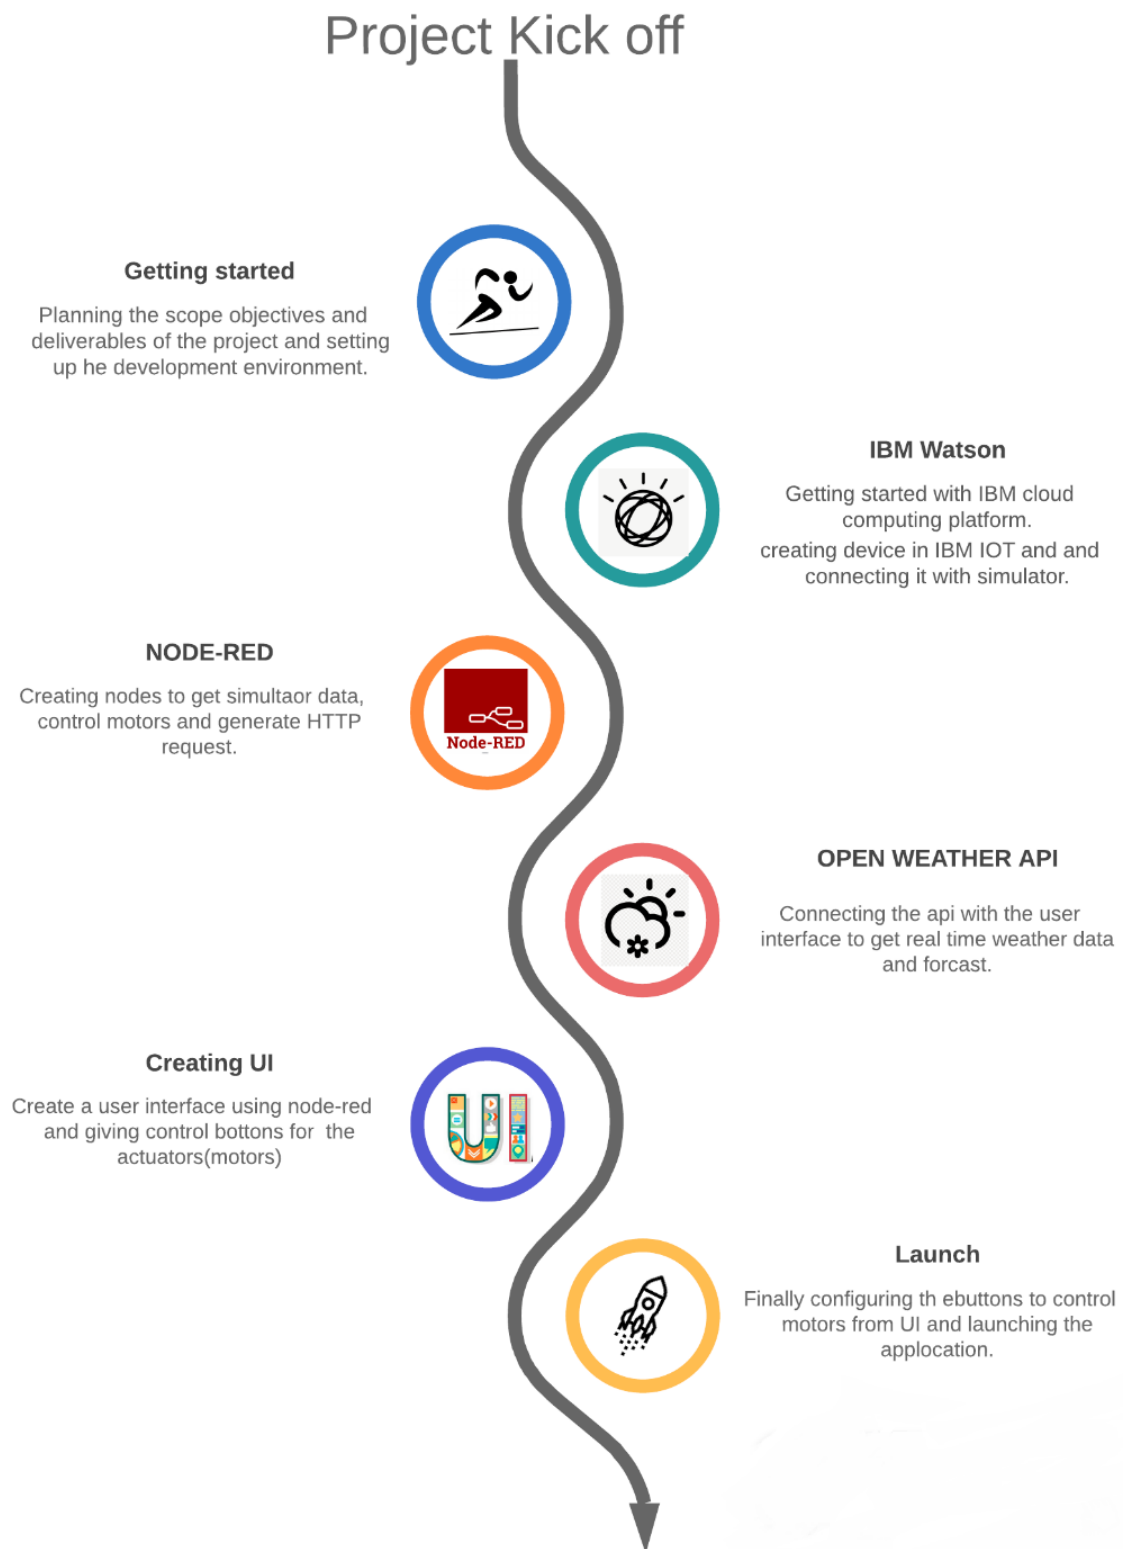 Project Kick off
Getting started
Planning the scope objectives and
deliverables of the project and setting
up he development environment.
IBM Watson
Getting started with IBM cloud
computing platform.
creating device in IBM IOT and and
connecting it with simulator.
NODE-RED
Creating nodes to get simultaor data,
control motors and generate HTTP
request.
Node-RED
OPEN WEATHER API
Connecting the api with the user
interface to get real time weather data
and forcast.
Creating UI
Create a user interface using node-red
and giving control bottons for  the
actuators(motors)
UI
Launch
Finally configuring th ebuttons to control
motors from UI and launching the
applocation.